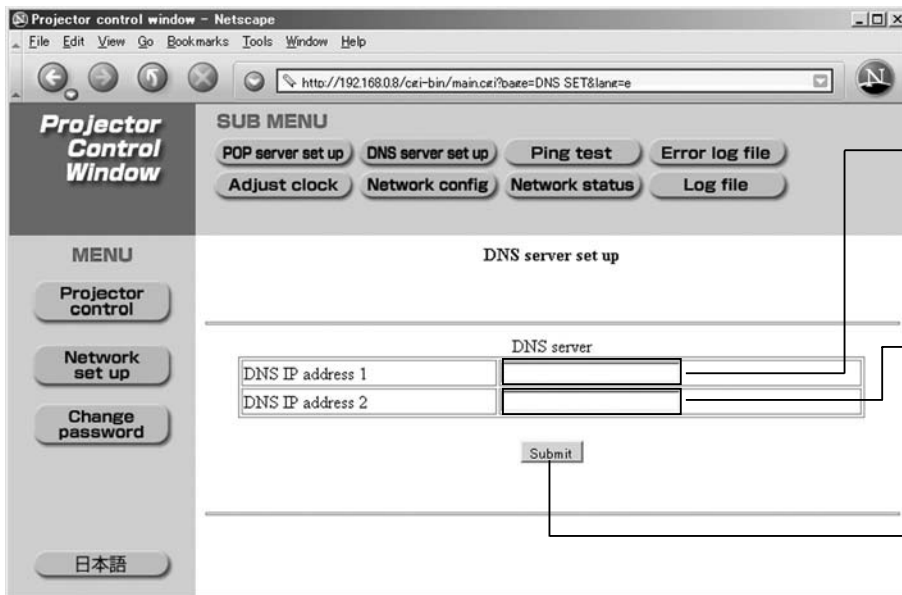 Projector control window - Netscape
File Edit View Go Bookmarks Tools Window Help
http://192.168.0.8/cgi-bin/main.cgi?page=DNS SET&lang=e
N
Projector
Control
Window
SUB MENU
POP server set up DNS server set up Ping test Error log file
Adjust clock Network config Network status Log file
MENU
Projector
control
Network
set up
Change
password
日本語
DNS server set up
DNS server
DNS IP address 1
DNS IP address 2
Submit